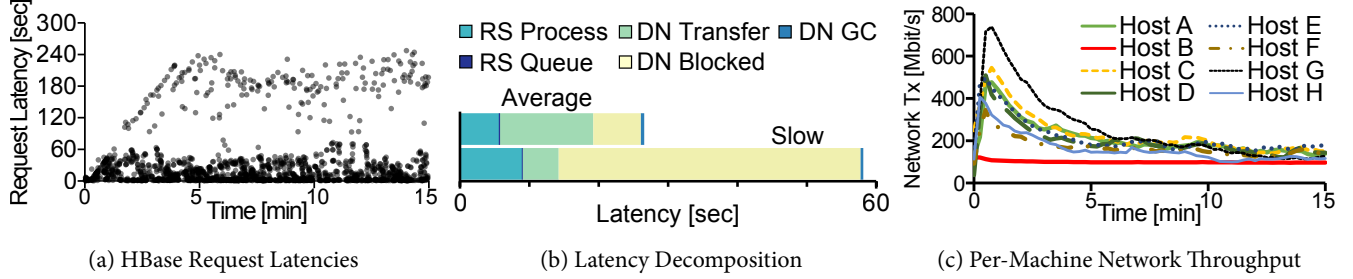 Request Latency [sec]
300
240
180
120
60
0
0 5 10 15
Time [min]
(a) HBase Request Latencies
RS Process DN Transfer DN GC
RS Queue DN Blocked
Average
Slow
0 60
Latency [sec]
(b) Latency Decomposition
Network Tx [Mbit/s]
800
600
400
200
0
Host A Host E
Host B Host F
Host C Host G
Host D Host H
0 5 10 15
Time [min]
(c) Per-Machine Network Throughput